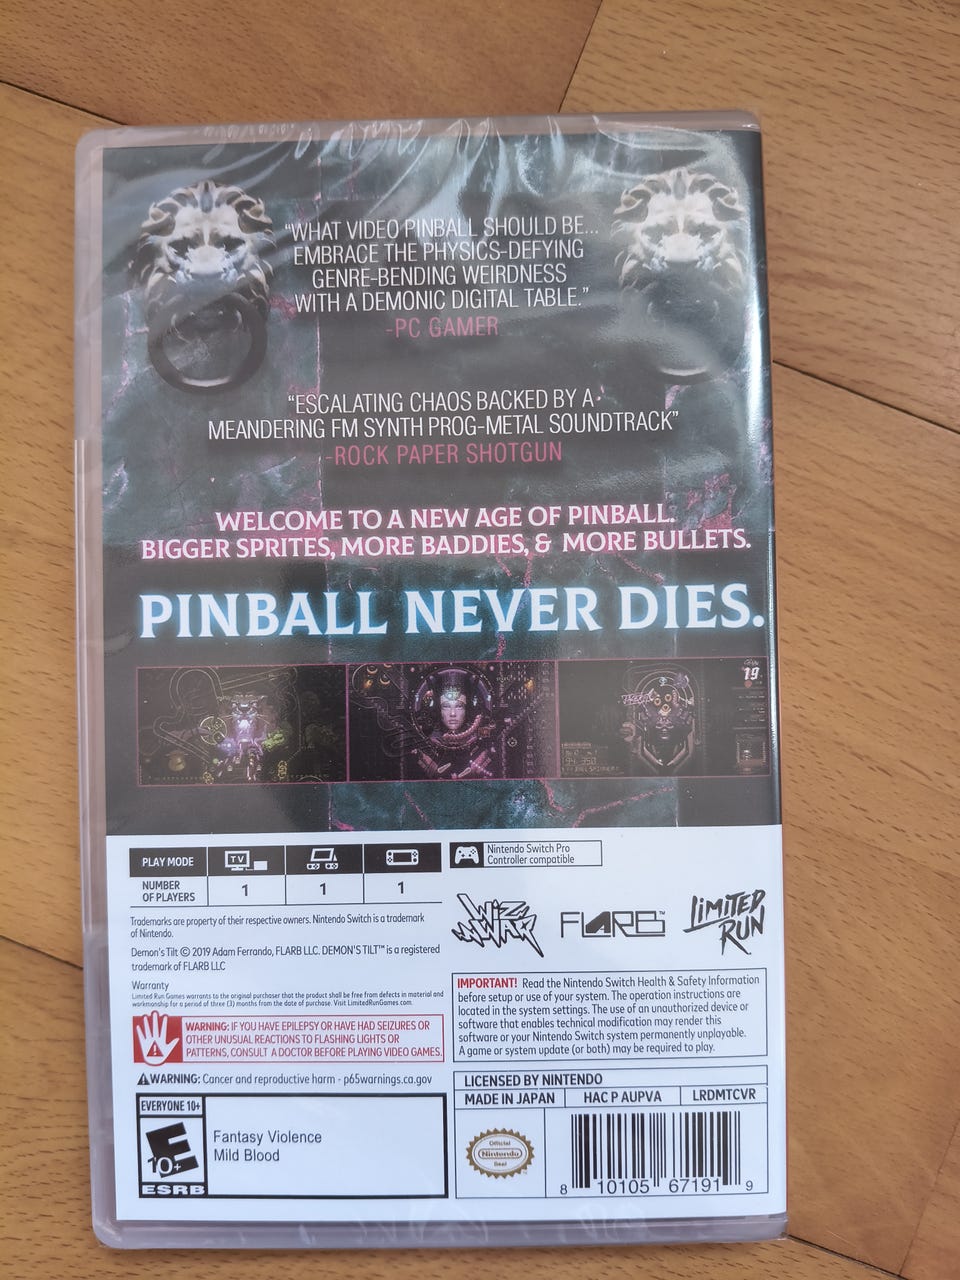 “WHAT VIDEO PINBALL SHOULD BE...
EMBRACE THE PHYSICS-DEFYING
GENRE-BENDING WEIRDNESS
WITH A DEMONIC DIGITAL TABLE.”
-PC GAMER
“ESCALATING CHAOS BACKED BY A
MEANDERING FM SYNTH PROG-METAL SOUNDTRACK”
-ROCK PAPER SHOTGUN
WELCOME TO A NEW AGE OF PINBALL.
BIGGER SPRITES, MORE BADDIES, & MORE BULLETS.
PINBALL NEVER DIES.
19
PLAY MODE
TV
NUMBER
OF PLAYERS
1 1 1
Nintendo Switch Pro
Controller compatible
Trademarks are property of their respective owners. Nintendo Switch is a trademark
of Nintendo.
Demon's Tilt © 2019 Adam Ferrando, FLARB LLC. DEMON'S TILT™ is a registered
trademark of FLARB LLC
Warranty
Limited Run Games warrants to the original purchaser that the product shall be free from defects in material and
workmanship for a period of three (3) months from the date of purchase. Visit LimitedRunGames.com.
WARNING: IF YOU HAVE EPILEPSY OR HAVE HAD SEIZURES OR
OTHER UNUSUAL REACTIONS TO FLASHING LIGHTS OR
PATTERNS, CONSULT A DOCTOR BEFORE PLAYING VIDEO GAMES.
WARNING: Cancer and reproductive harm - p65warnings.ca.gov
EVERYONE 10+
E
10+
ESRB
Fantasy Violence
Mild Blood
WIZNWAR
FLARB™
LIMITED
RUN
IMPORTANT! Read the Nintendo Switch Health & Safety Information
before setup or use of your system. The operation instructions are
located in the system settings. The use of an unauthorized device or
software that enables technical modification may render this
software or your Nintendo Switch system permanently unplayable.
A game or system update (or both) may be required to play.
LICENSED BY NINTENDO
MADE IN JAPAN HAC P AUPVA LRDMTCVR
Official
Nintendo
Seal
8 10105 67191 9